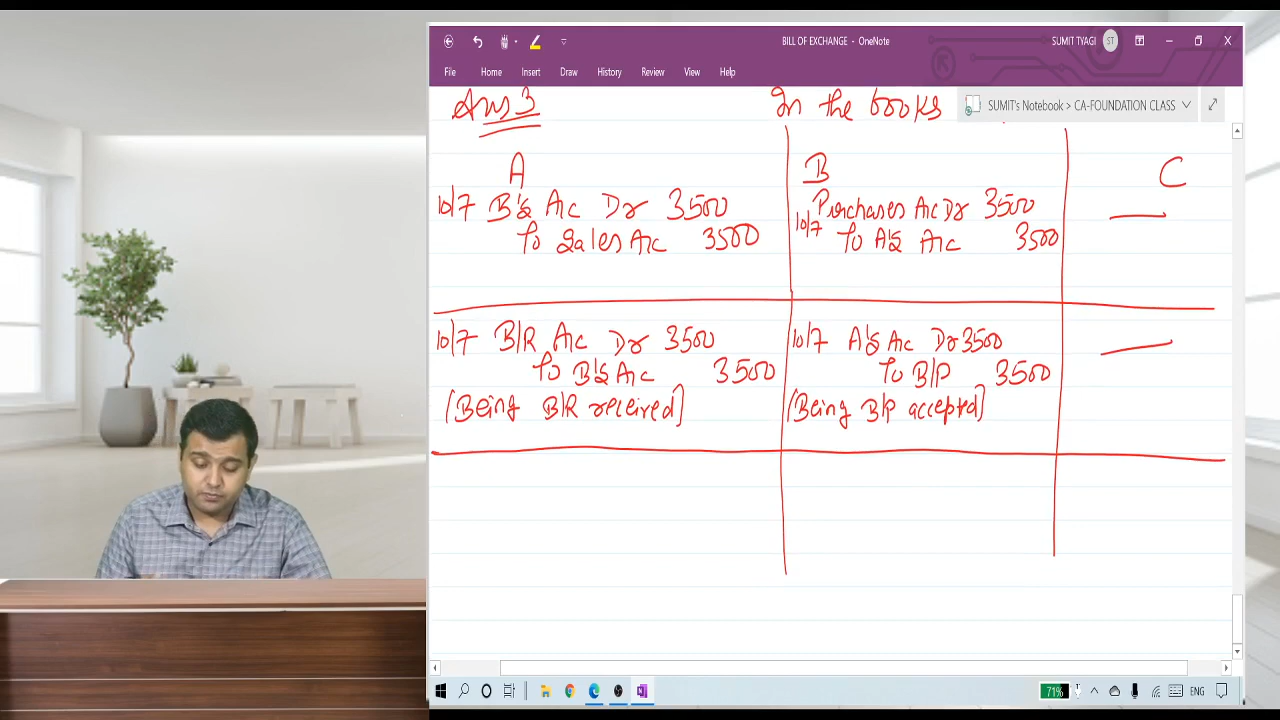 BILL OF EXCHANGE - OneNote
SUMIT TYAGI ST
File Home Insert Draw History Review View Help
SUMIT's Notebook > CA-FOUNDATION CLASS
Ans 3
In the books
A
10/7 B's A/c Dr 3500
To Sales A/c 3500
B
Purchases A/c Dr 3500
10/7 To A's A/c 3500
C
10/7 B/R A/c Dr 3500
To B's A/c 3500
(Being B/R received)
10/7 A's A/c Dr 3500
To B/P 3500
(Being B/P accepted)
71% ENG